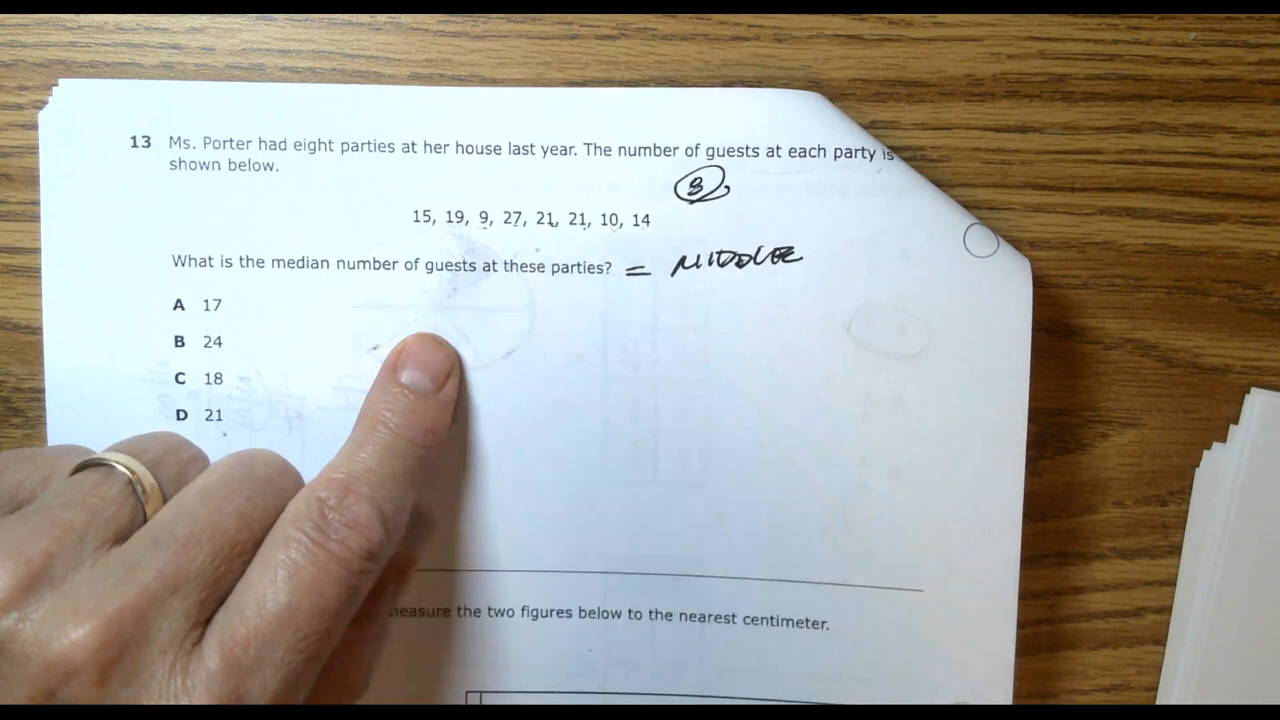 13 Ms. Porter had eight parties at her house last year. The number of guests at each party is
shown below.
8
15, 19, 9, 27, 21, 21, 10, 14
What is the median number of guests at these parties? = MIDDLE
A 17
B 24
C 18
D 21
measure the two figures below to the nearest centimeter.